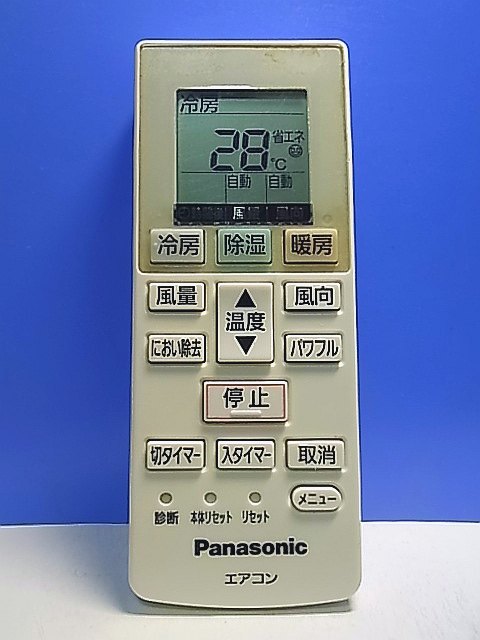 冷房
28℃ 省エネ
自動 自動
風
冷房 除湿 暖房
風量 ▲ 温度 ▼ 風向
におい除去 パワフル
停止
切タイマー 入タイマー 取消
メニュー
診断 本体リセット リセット
Panasonic
エアコン